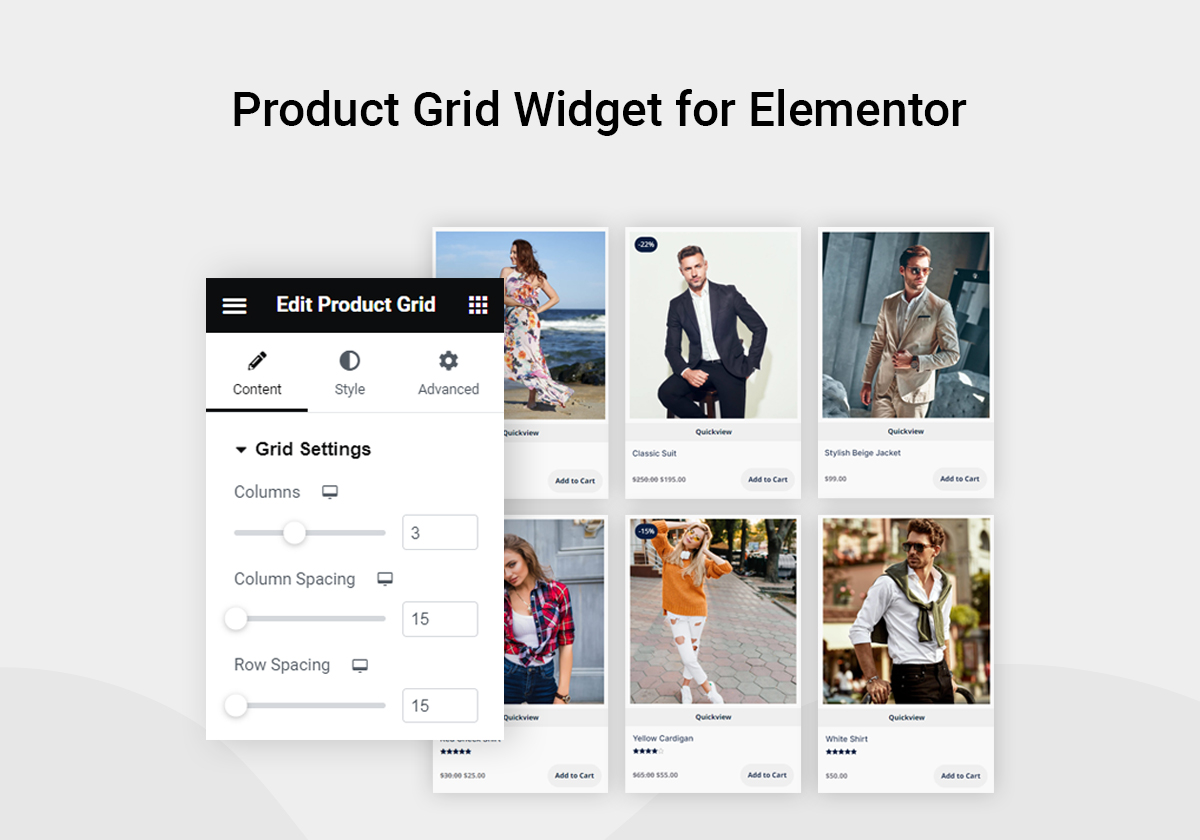 Product Grid Widget for Elementor
Edit Product Grid
Content
Style
Advanced
Grid Settings
Columns
3
Column Spacing
15
Row Spacing
15
Quickview
Add to Cart
-22%
Quickview
Classic Suit
$250.00 $195.00
Add to Cart
Quickview
Stylish Beige Jacket
$99.00
Add to Cart
Quickview
$30.00 $25.00
Add to Cart
-15%
Quickview
Yellow Cardigan
$65.00 $55.00
Add to Cart
Quickview
White Shirt
$50.00
Add to Cart